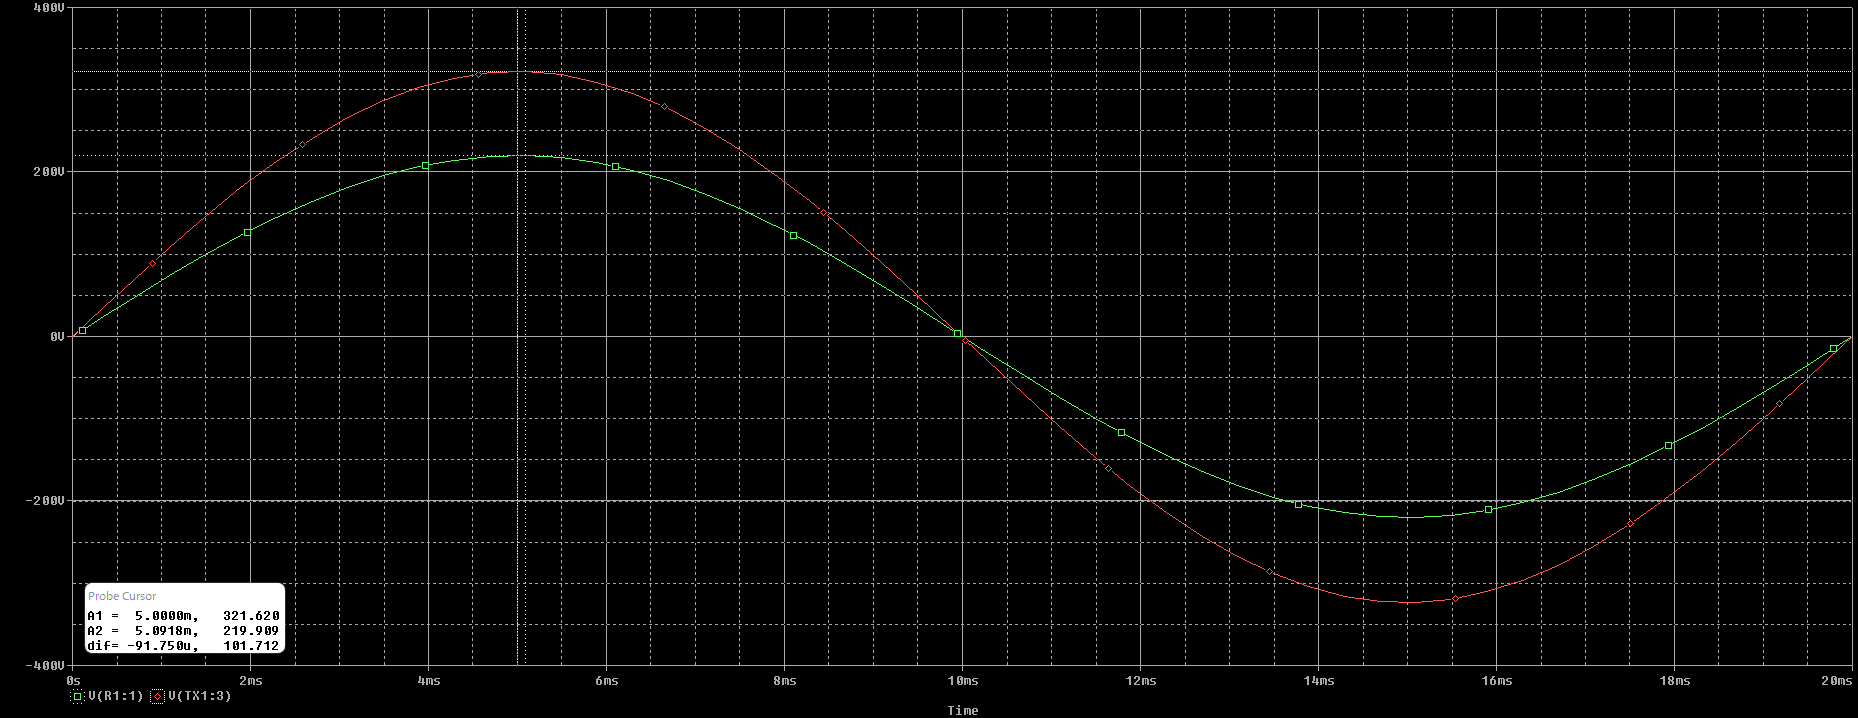 400V
200V
0V
-200V
Probe Cursor
A1 = 5.0000m, 321.620
A2 = 5.0918m, 219.909
dif= -91.750u, 101.712
-400V
0s 2ms 4ms 6ms 8ms 10ms 12ms 14ms 16ms 18ms 20ms
V(R1:1) V(TX1:3)
Time